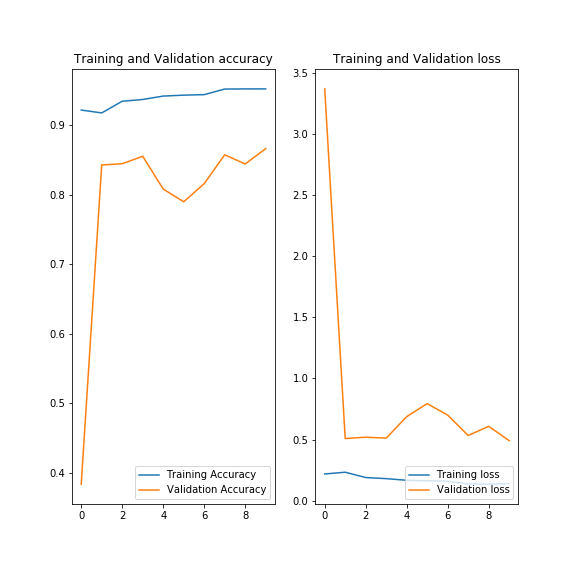 Training and Validation accuracy
0.9
0.8
0.7
0.6
0.5
0.4
0 2 4 6 8
Training Accuracy
Validation Accuracy
Training and Validation loss
3.5
3.0
2.5
2.0
1.5
1.0
0.5
0.0
0 2 4 6 8
Training loss
Validation loss